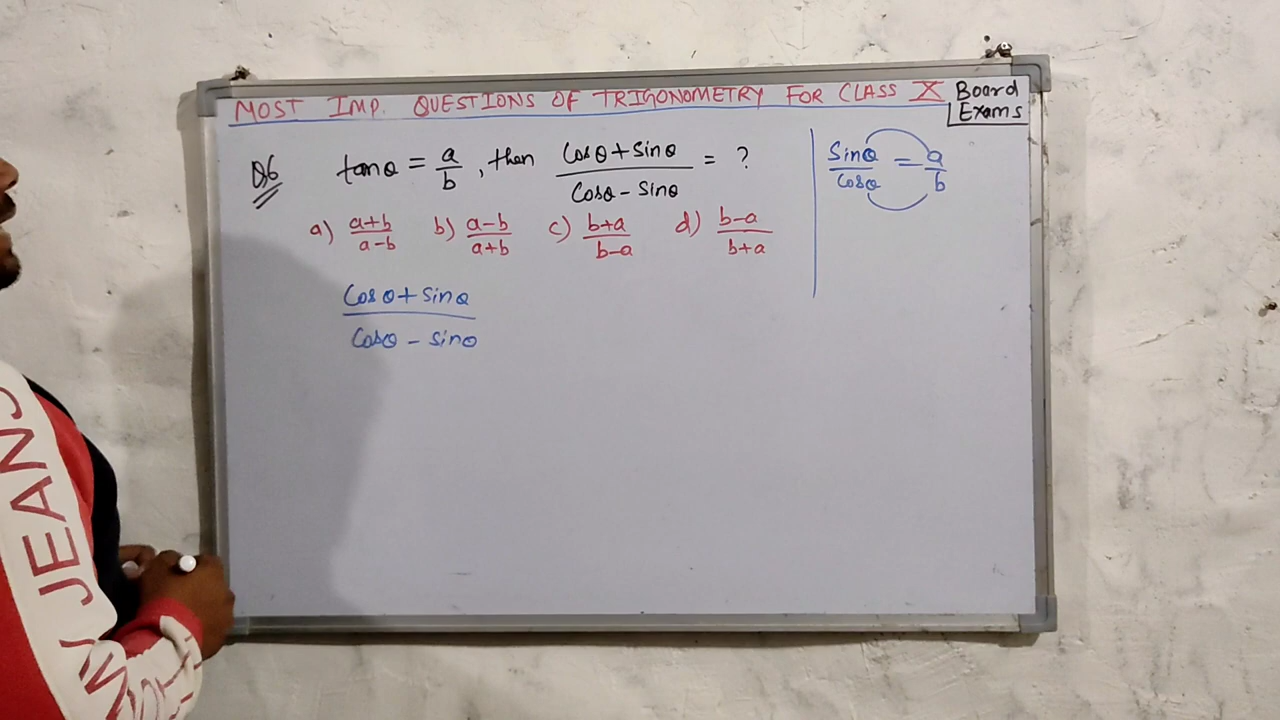 MOST IMP. QUESTIONS OF TRIGONOMETRY FOR CLASS X Board Exams
Q6 tanθ = a/b, then (Cosθ + Sinθ)/(Cosθ - Sinθ) = ?
a) (a+b)/(a-b) b) (a-b)/(a+b) c) (b+a)/(b-a) d) (b-a)/(b+a)
Sinθ/Cosθ = a/b
(Cosθ + Sinθ)/(Cosθ - Sinθ)
JEANS